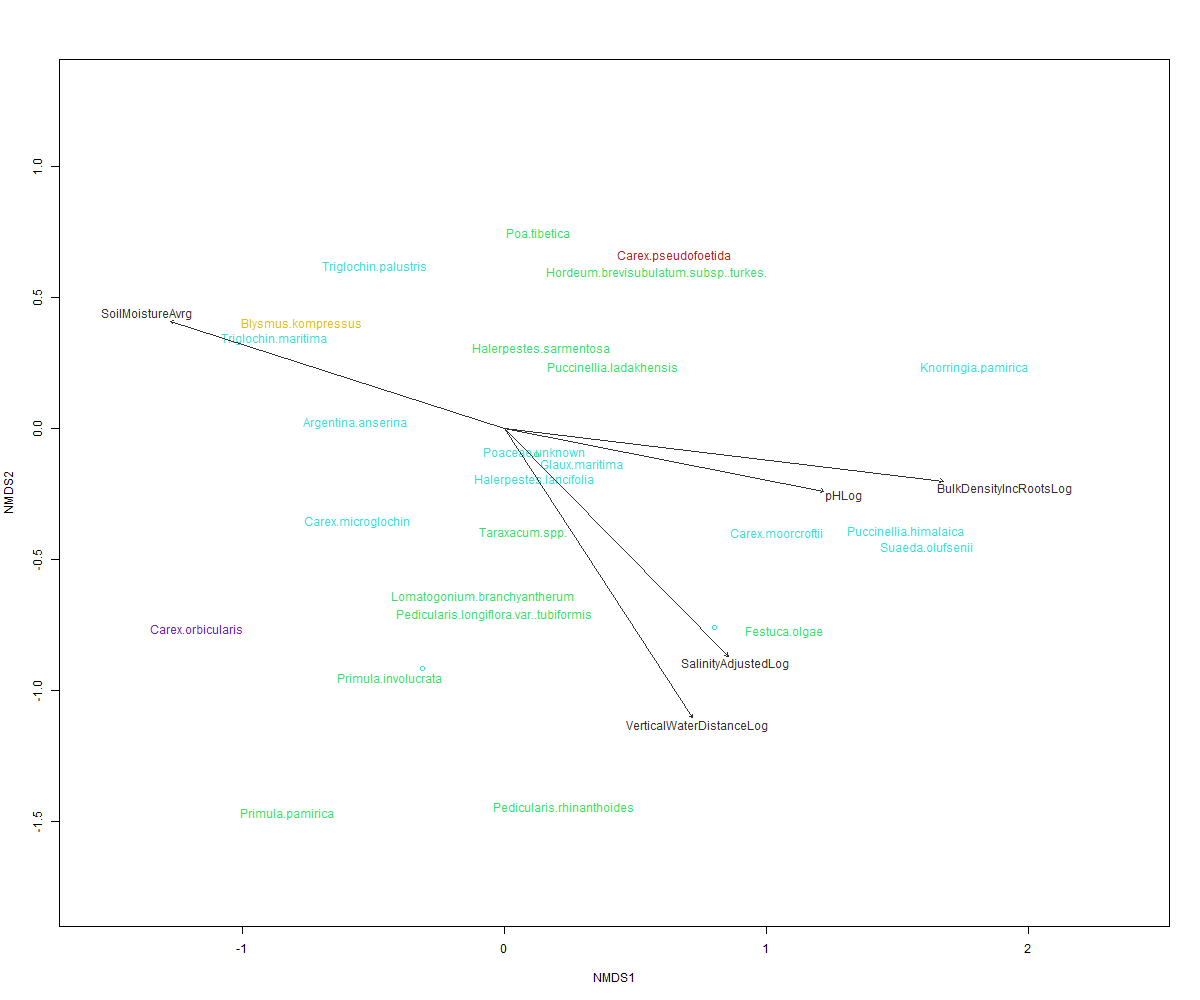 1.0
Poa.tibetica
Carex.pseudofoetida
Triglochin.palustris
Hordeum.brevisubulatum.subsp..turkes.
0.5
SoilMoistureAvrg
Blysmus.kompressus
Triglochin.maritima
Halerpestes.sarmentosa
Puccinellia.ladakhensis
Knorringia.pamirica
0.0
Argentina.anserina
Poaceae.unknown
Glaux.maritima
Halerpestes.lancifolia
NMDS2
BulkDensityIncRootsLog
pHLog
Carex.microglochin
Taraxacum.spp.
Carex.moorcroftii
Puccinellia.himalaica
Suaeda.olufsenii
-0.5
Lomatogonium.branchyantherum
Pedicularis.longiflora.var..tubiformis
Carex.orbicularis
Festuca.olgae
SalinityAdjustedLog
Primula.involucrata
-1.0
VerticalWaterDistanceLog
Pedicularis.rhinanthoides
Primula.pamirica
-1.5
-1
0
1
2
NMDS1